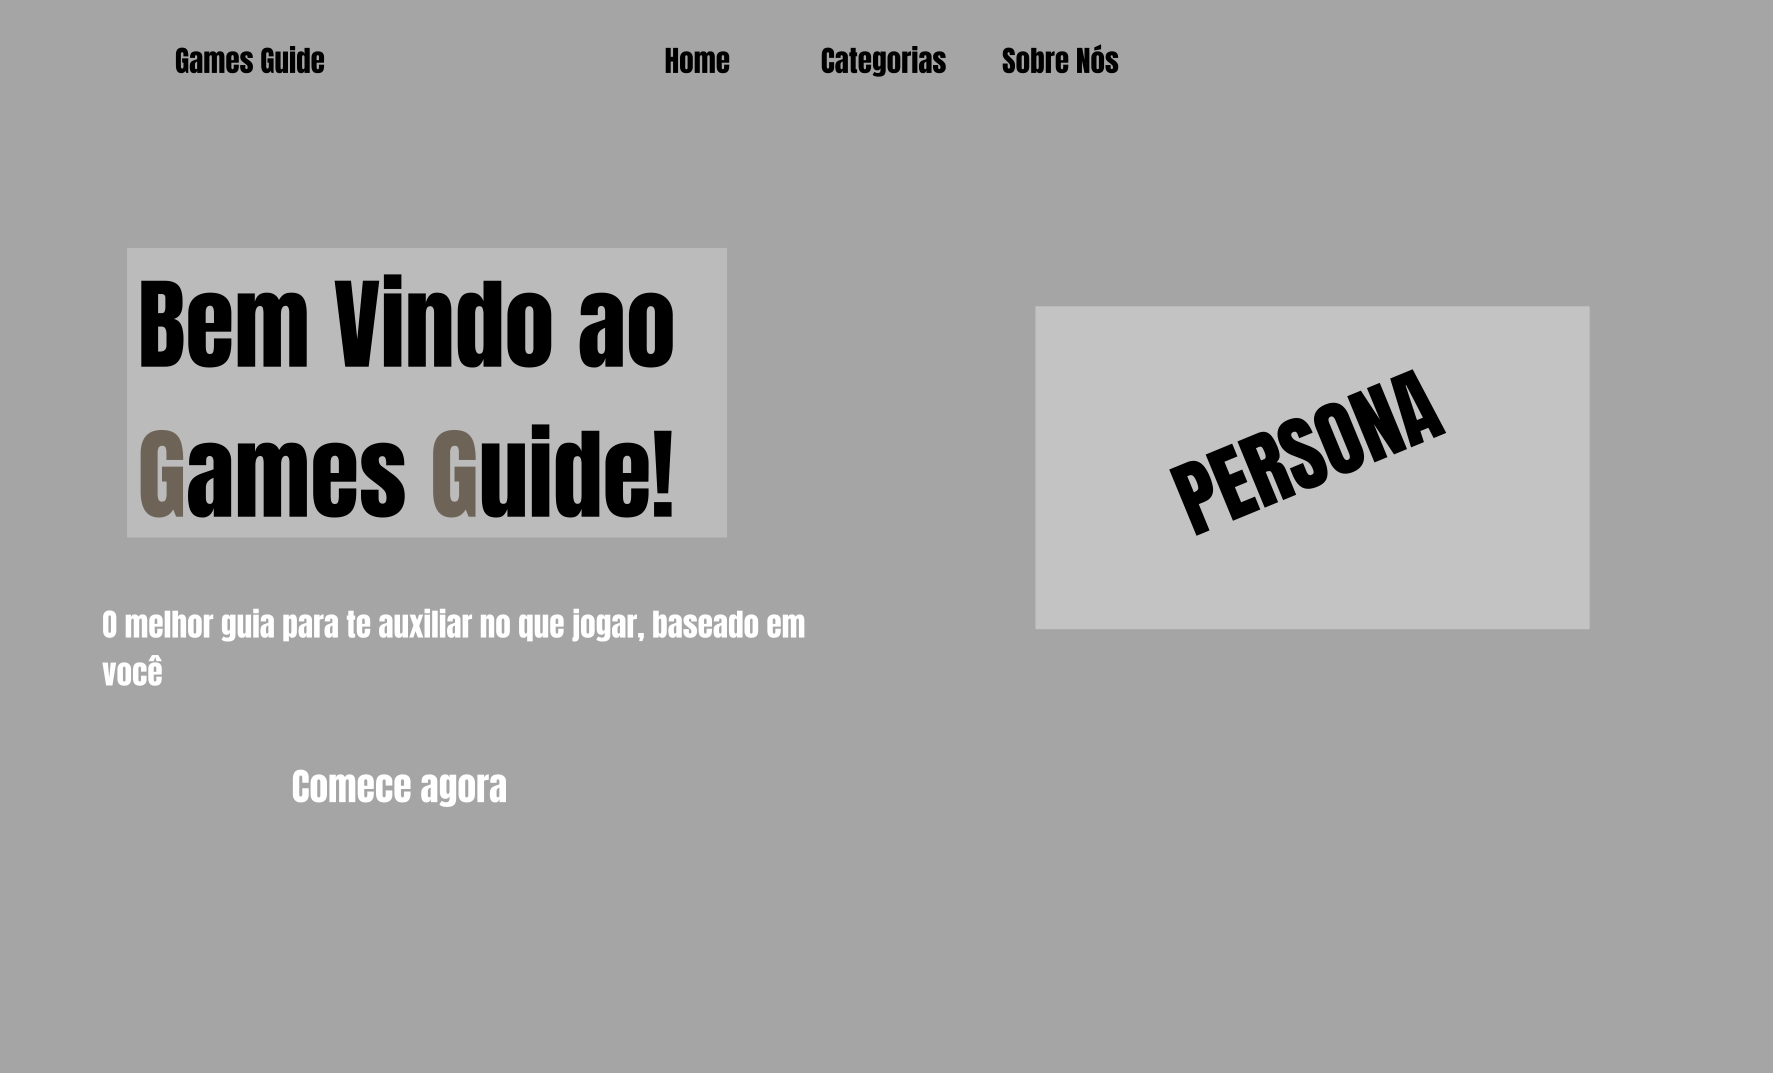 Games Guide
Home
Categorias
Sobre Nós
Bem Vindo ao
Games Guide!
PERSONA
O melhor guia para te auxiliar no que jogar, baseado em
você
Comece agora